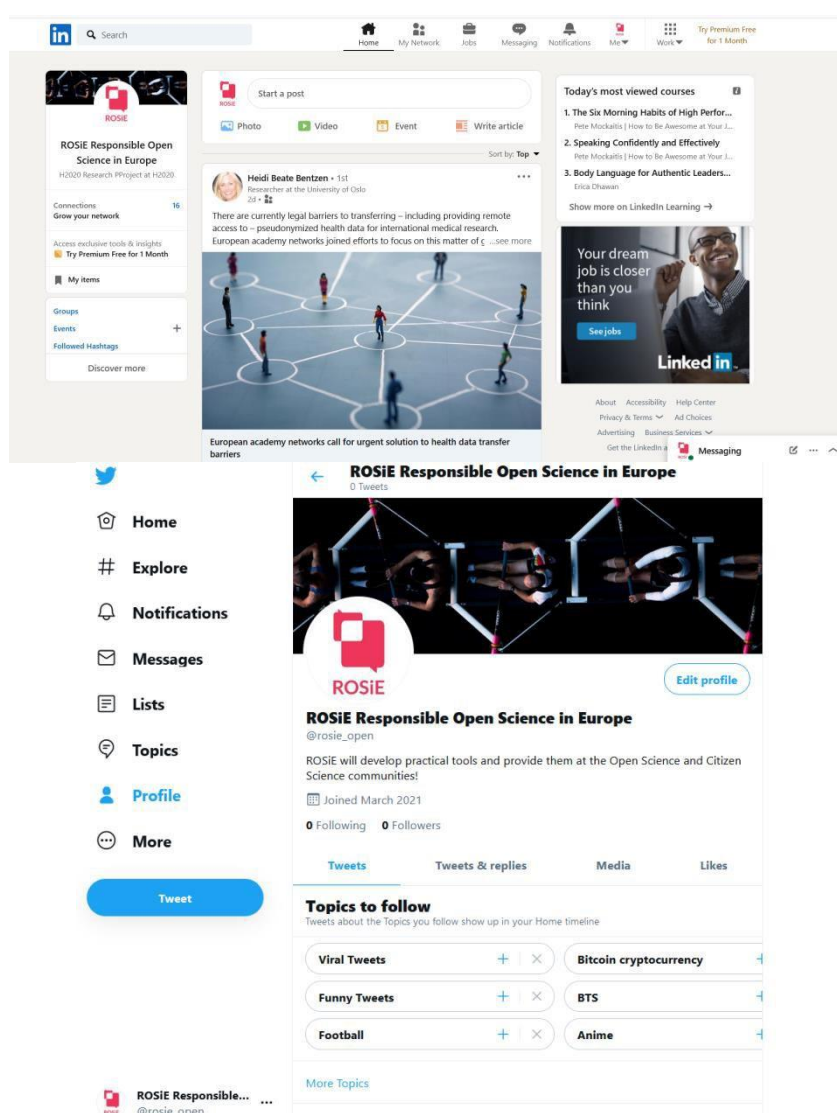 in
Search
Home
My Network
Jobs
Messaging
Notifications
Me
Work
Try Premium Free
for 1 Month
ROSiE
ROSiE Responsible Open
Science in Europe
H2020 Research PProject at H2020
Connections 16
Grow your network
Access exclusive tools & insights
Try Premium Free for 1 Month
My items
Groups
Events +
Followed Hashtags
Discover more
ROSiE
Start a post
Photo
Video
Event
Write article
Sort by: Top
Heidi Beate Bentzen • 1st
Researcher at the University of Oslo
2d •
There are currently legal barriers to transferring – including providing remote
access to – pseudonymized health data for international medical research.
European academy networks joined efforts to focus on this matter of g ...see more
European academy networks call for urgent solution to health data transfer
barriers
Today's most viewed courses
1. The Six Morning Habits of High Perfor...
Pete Mockaitis | How to Be Awesome at Your J...
2. Speaking Confidently and Effectively
Pete Mockaitis | How to Be Awesome at Your J...
3. Body Language for Authentic Leaders...
Erica Dhawan
Show more on LinkedIn Learning →
Your dream
job is closer
than you
think
See jobs
Linked in
About Accessibility Help Center
Privacy & Terms Ad Choices
Advertising Business Services
Get the LinkedIn a
Messaging
Home
Explore
Notifications
Messages
Lists
Topics
Profile
More
Tweet
ROSiE Responsible...
@rosie_open
ROSiE Responsible Open Science in Europe
0 Tweets
ROSiE
Edit profile
ROSiE Responsible Open Science in Europe
@rosie_open
ROSiE will develop practical tools and provide them at the Open Science and Citizen
Science communities!
Joined March 2021
0 Following 0 Followers
Tweets
Tweets & replies
Media
Likes
Topics to follow
Tweets about the Topics you follow show up in your Home timeline
Viral Tweets
Bitcoin cryptocurrency
Funny Tweets
BTS
Football
Anime
More Topics